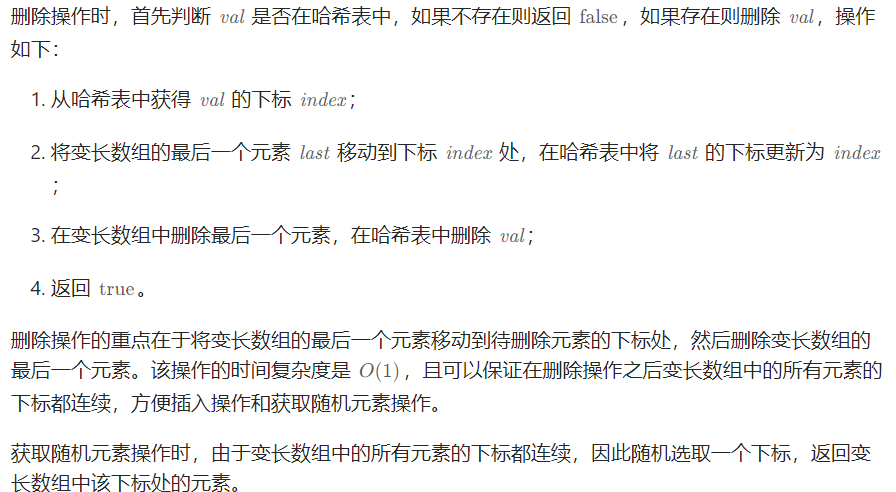 删除操作时，首先判断 val 是否在哈希表中，如果不存在则返回 false，如果存在则删除 val，操作
如下：
1. 从哈希表中获得 val 的下标 index；
2. 将变长数组的最后一个元素 last 移动到下标 index 处，在哈希表中将 last 的下标更新为 index
；
3. 在变长数组中删除最后一个元素，在哈希表中删除 val；
4. 返回 true。
删除操作的重点在于将变长数组的最后一个元素移动到待删除元素的下标处，然后删除变长数组的
最后一个元素。该操作的时间复杂度是 O(1)，且可以保证在删除操作之后变长数组中的所有元素的
下标都连续，方便插入操作和获取随机元素操作。
获取随机元素操作时，由于变长数组中的所有元素的下标都连续，因此随机选取一个下标，返回变
长数组中该下标处的元素。